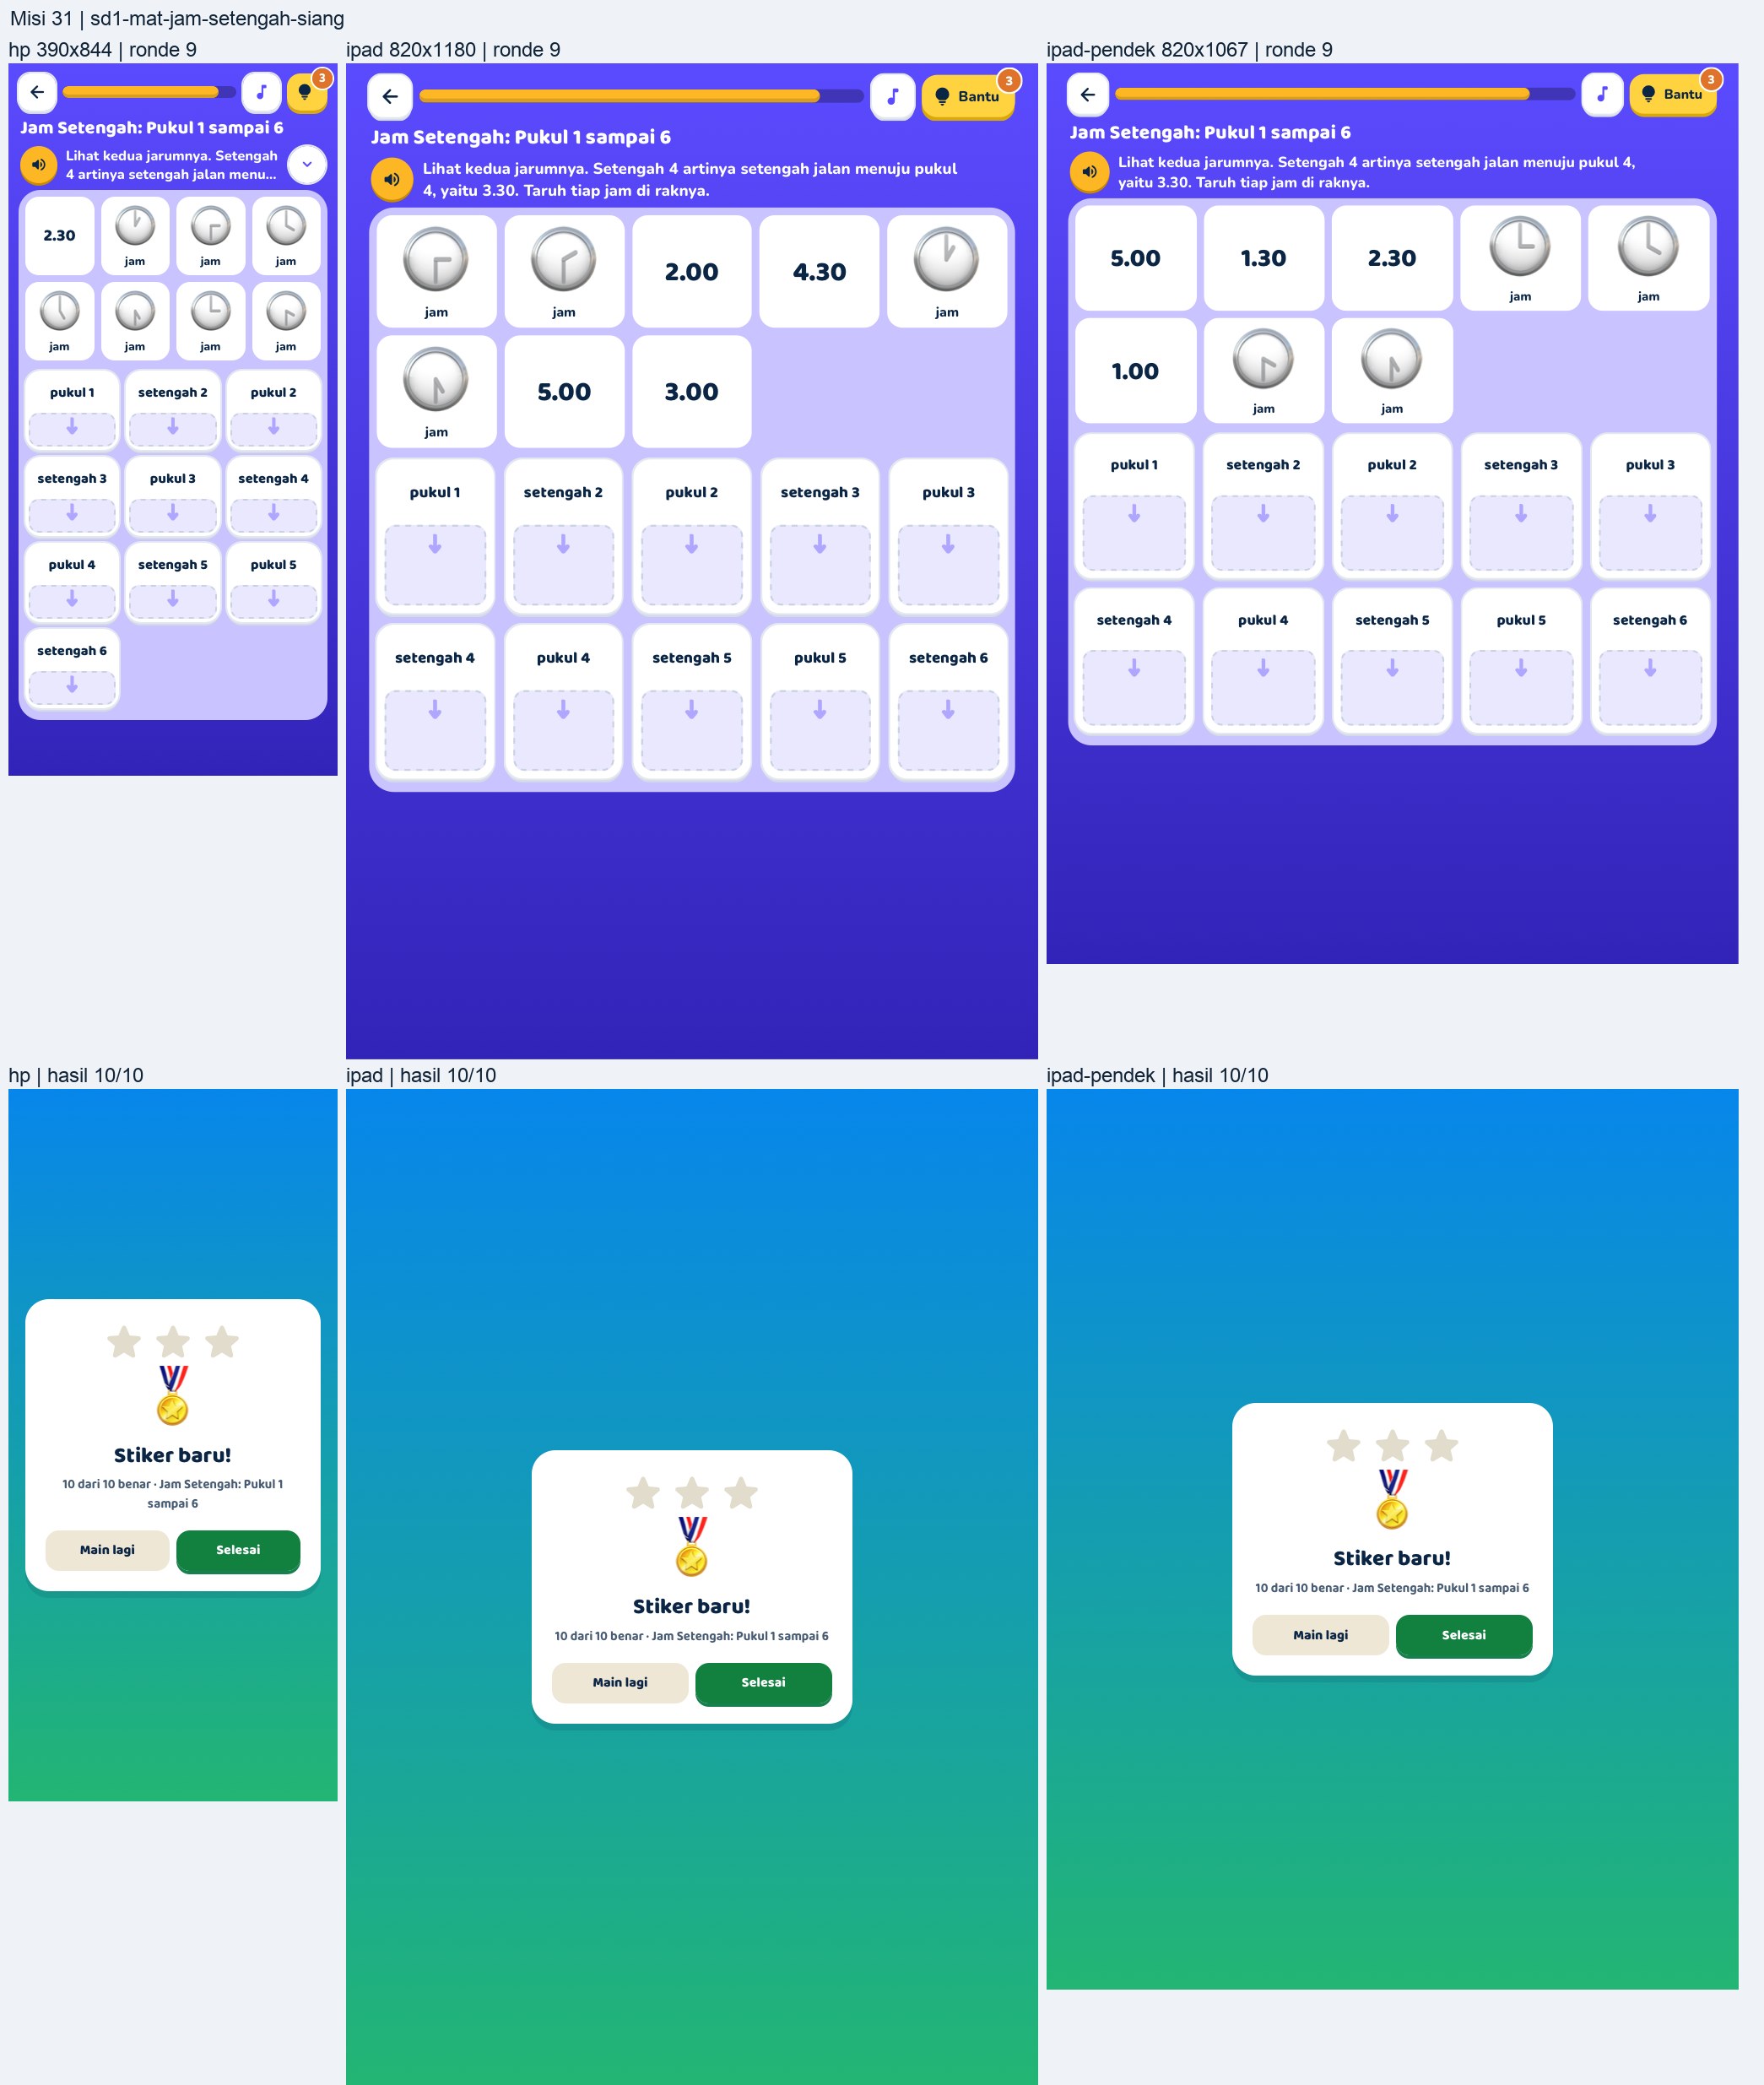 Misi 31 | sd1-mat-jam-setengah-siang
hp 390x844 | ronde 9
3
Jam Setengah: Pukul 1 sampai 6
Lihat kedua jarumnya. Setengah
4 artinya setengah jalan menu...
2.30
jam
jam
jam
jam
jam
jam
jam
pukul 1
setengah 2
pukul 2
setengah 3
pukul 3
setengah 4
pukul 4
setengah 5
pukul 5
setengah 6
ipad 820x1180 | ronde 9
Bantu
3
Jam Setengah: Pukul 1 sampai 6
Lihat kedua jarumnya. Setengah 4 artinya setengah jalan menuju pukul
4, yaitu 3.30. Taruh tiap jam di raknya.
jam
jam
2.00
4.30
jam
jam
5.00
3.00
pukul 1
setengah 2
pukul 2
setengah 3
pukul 3
setengah 4
pukul 4
setengah 5
pukul 5
setengah 6
ipad-pendek 820x1067 | ronde 9
Bantu
3
Jam Setengah: Pukul 1 sampai 6
Lihat kedua jarumnya. Setengah 4 artinya setengah jalan menuju pukul 4,
yaitu 3.30. Taruh tiap jam di raknya.
5.00
1.30
2.30
jam
jam
1.00
jam
jam
pukul 1
setengah 2
pukul 2
setengah 3
pukul 3
setengah 4
pukul 4
setengah 5
pukul 5
setengah 6
hp | hasil 10/10
Stiker baru!
10 dari 10 benar · Jam Setengah: Pukul 1
sampai 6
Main lagi
Selesai
ipad | hasil 10/10
Stiker baru!
10 dari 10 benar · Jam Setengah: Pukul 1 sampai 6
Main lagi
Selesai
ipad-pendek | hasil 10/10
Stiker baru!
10 dari 10 benar · Jam Setengah: Pukul 1 sampai 6
Main lagi
Selesai